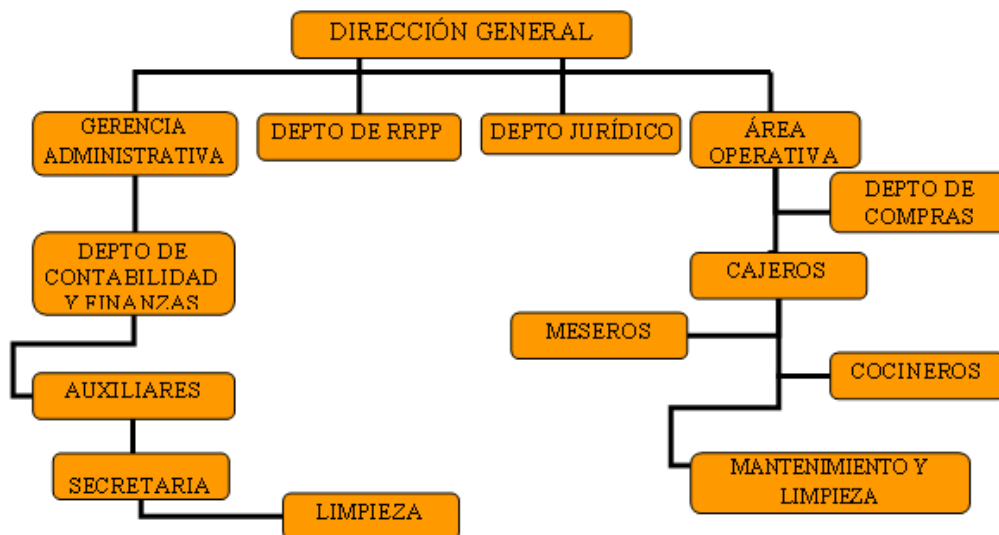 DIRECCIÓN GENERAL
GERENCIA
ADMINISTRATIVA
DEPTO DE RRPP
DEPTO JURÍDICO
ÁREA
OPERATIVA
DEPTO DE
COMPRAS
DEPTO DE
CONTABILIDAD
Y FINANZAS
CAJEROS
MESEROS
COCINEROS
AUXILIARES
SECRETARIA
LIMPIEZA
MANTENIMIENTO Y
LIMPIEZA